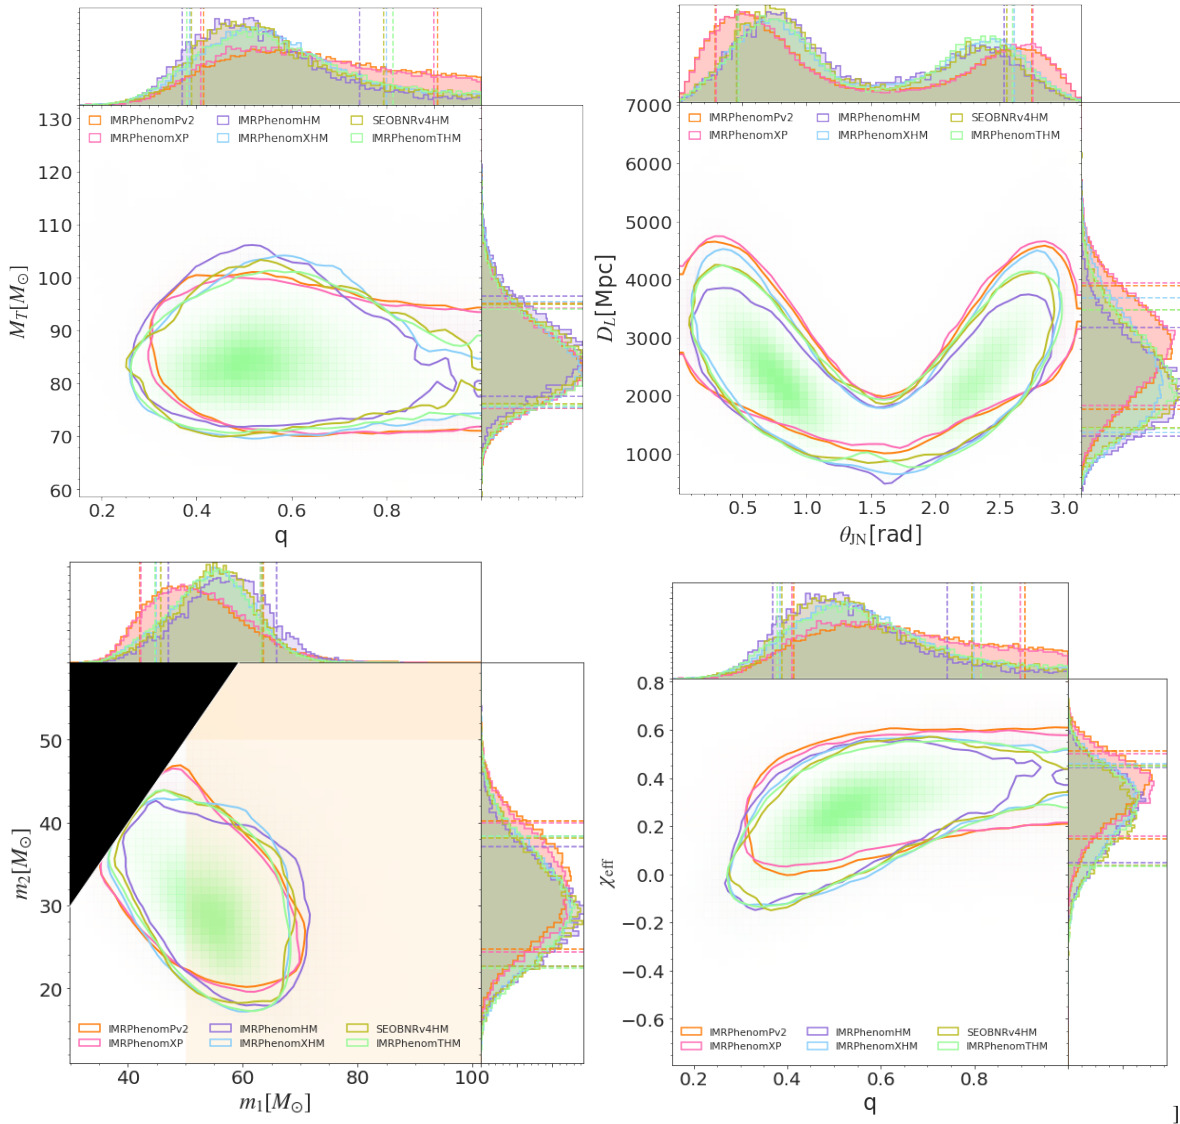 IMRPhenomPv2 IMRPhenomHM SEOBNRv4HM
IMRPhenomXP IMRPhenomXHM IMRPhenomTHM
130
120
110
100
90
80
70
60
M_T[M_⊙]
0.2 0.4 0.6 0.8
q
IMRPhenomPv2 IMRPhenomHM SEOBNRv4HM
IMRPhenomXP IMRPhenomXHM IMRPhenomTHM
7000
6000
5000
4000
3000
2000
1000
D_L[Mpc]
0.5 1.0 1.5 2.0 2.5 3.0
θ_JN[rad]
50
40
30
20
m_2[M_⊙]
IMRPhenomPv2 IMRPhenomHM SEOBNRv4HM
IMRPhenomXP IMRPhenomXHM IMRPhenomTHM
40 60 80 100
m_1[M_⊙]
0.8
0.6
0.4
0.2
0.0
−0.2
−0.4
−0.6
χ_eff
IMRPhenomPv2 IMRPhenomHM SEOBNRv4HM
IMRPhenomXP IMRPhenomXHM IMRPhenomTHM
0.2 0.4 0.6 0.8
q
]